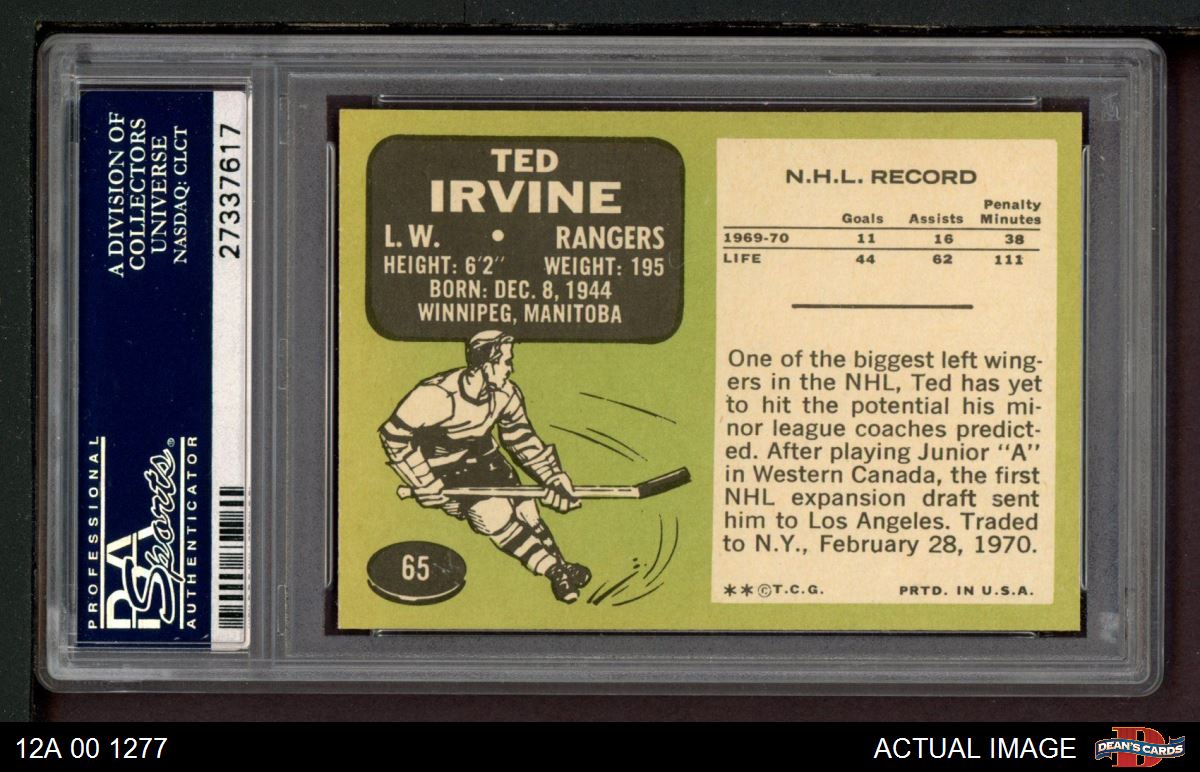 A DIVISION OF
COLLECTORS
UNIVERSE
NASDAQ: CLCT
27337617
PROFESSIONAL
PSA
Sports®
AUTHENTICATOR
TED
IRVINE
L. W. • RANGERS
HEIGHT: 6'2" WEIGHT: 195
BORN: DEC. 8, 1944
WINNIPEG, MANITOBA
65
N.H.L. RECORD
Goals Assists Penalty Minutes
1969-70 11 16 38
LIFE 44 62 111
One of the biggest left wing-
ers in the NHL, Ted has yet
to hit the potential his mi-
nor league coaches predict-
ed. After playing Junior "A"
in Western Canada, the first
NHL expansion draft sent
him to Los Angeles. Traded
to N.Y., February 28, 1970.
**©T.C.G. PRTD. IN U.S.A.
12A 00 1277
ACTUAL IMAGE
DEAN'S CARDS